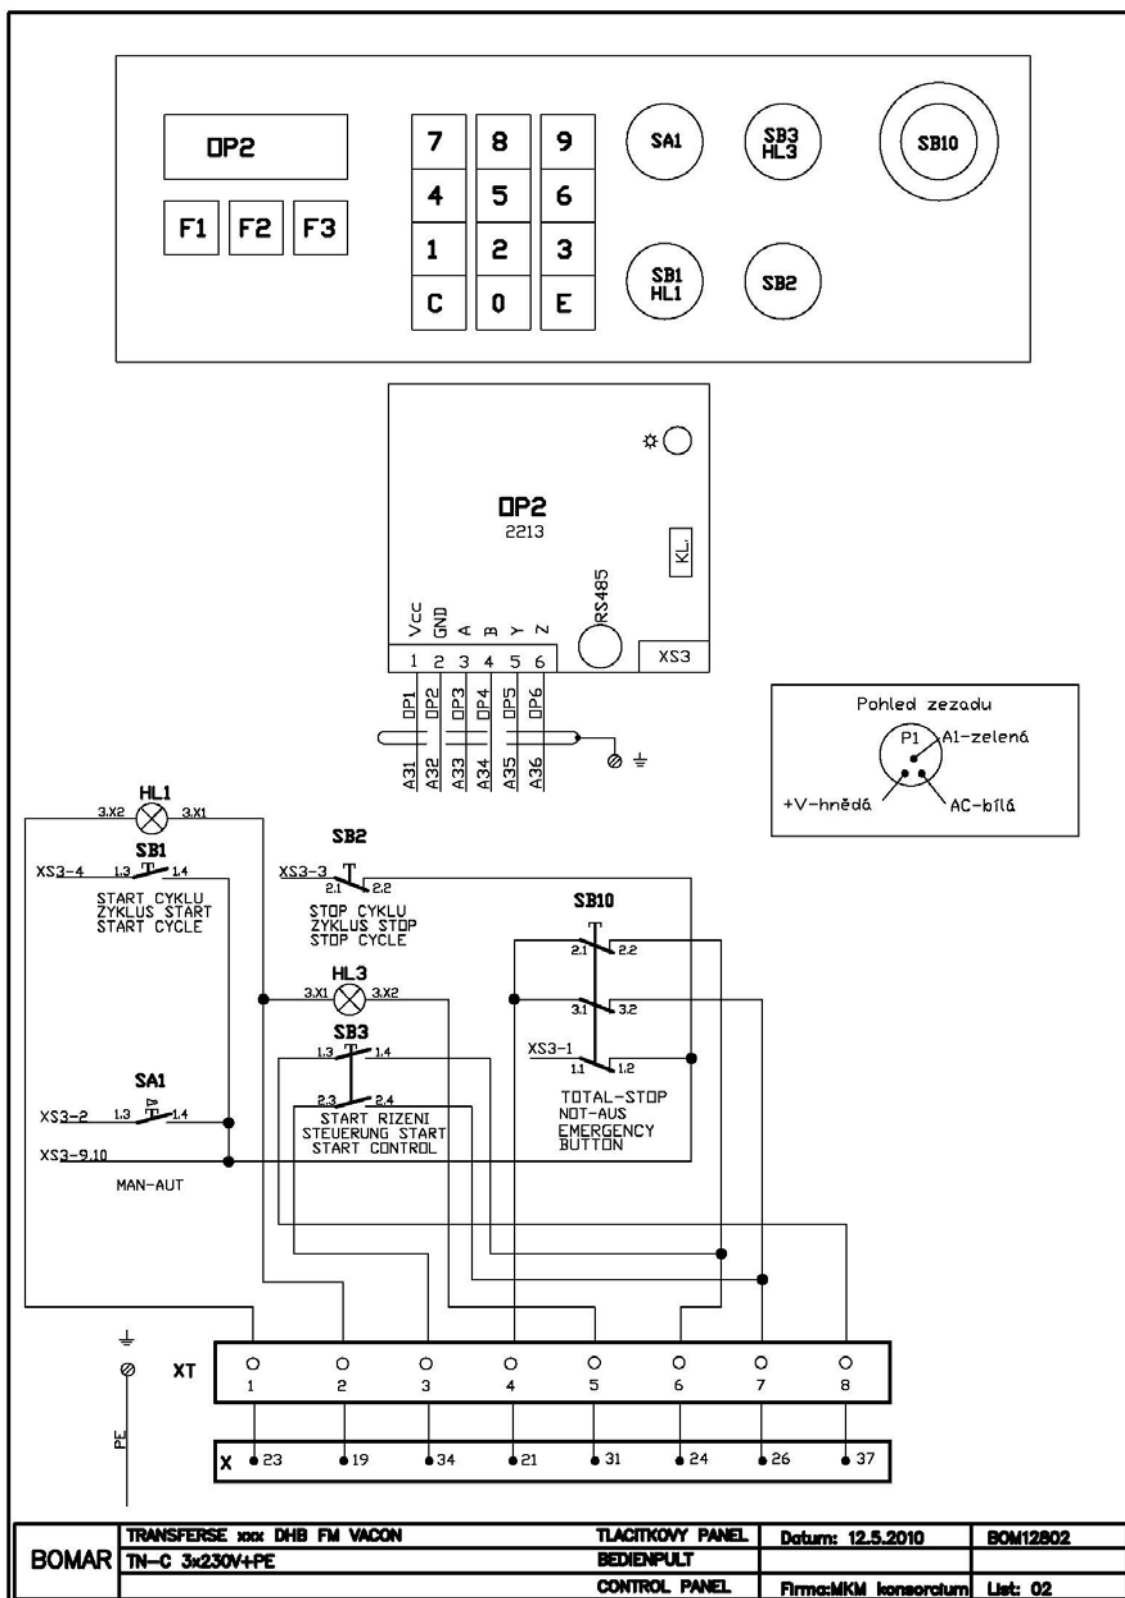 OP2
F1 F2 F3
7 8 9
4 5 6
1 2 3
C 0 E
SA1
SB3
HL3
SB10
SB1
HL1
SB2
OP2
2213
KL.
RS485
Vcc GND A B Y Z
1 2 3 4 5 6
XS3
OP1 OP2 OP3 OP4 OP5 OP6
A31 A32 A33 A34 A35 A36
Pohled zezadu
P1
A1-zelená
+V-hnědá
AC-bílá
HL1
3.X2 3.X1
SB1
XS3-4 1.3 1.4
START CYKLU
ZYKLUS START
START CYCLE
SB2
XS3-3
2.1 2.2
STOP CYKLU
ZYKLUS STOP
STOP CYCLE
SB10
2.1 2.2
3.1 3.2
XS3-1
1.1 1.2
TOTAL-STOP
NOT-AUS
EMERGENCY
BUTTON
HL3
3.X1 3.X2
SB3
1.3 1.4
2.3 2.4
START RIZENI
STEUERUNG START
START CONTROL
SA1
XS3-2 1.3 1.4
XS3-9,10
MAN-AUT
PE
XT
1 2 3 4 5 6 7 8
X 23 19 34 21 31 24 26 37
BOMAR
TRANSFERSE xxx DHB FM VACON
TN-C 3x230V+PE
TLACITKOVY PANEL
BEDIENPULT
CONTROL PANEL
Datum: 12.5.2010
BOM12802
Firma:MKM konsorcium
List: 02